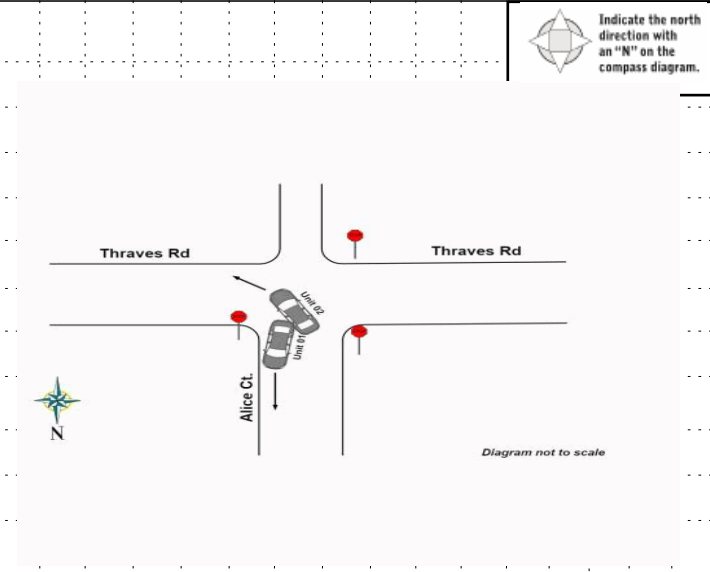 Indicate the north
direction with
an “N” on the
compass diagram.
Thraves Rd
Thraves Rd
Unit 02
Unit 01
Alice Ct.
N
Diagram not to scale